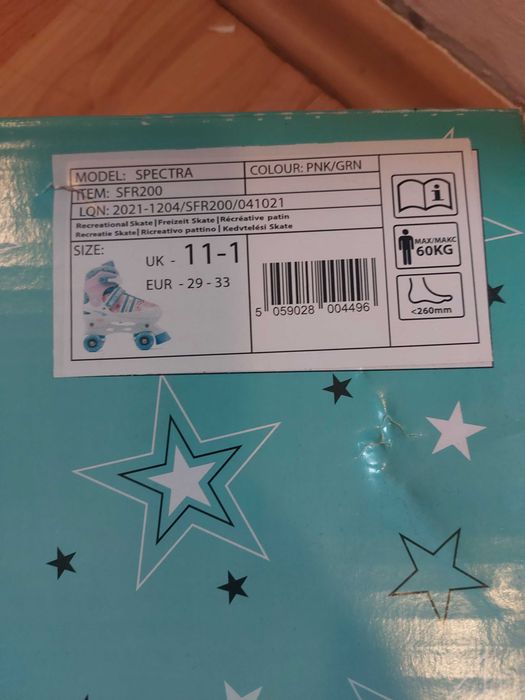 MODEL: SPECTRA
COLOUR: PNK/GRN
ITEM: SFR200
LQN: 2021-1204/SFR200/041021
Recreational Skate | Freizeit Skate | Récréative patin
Recreatie Skate | Ricreativo pattino | Kedvtelési Skate
SIZE:
UK - 11-1
EUR - 29 - 33
5 059028 004496
i
MAX/МАКС
60KG
<260mm